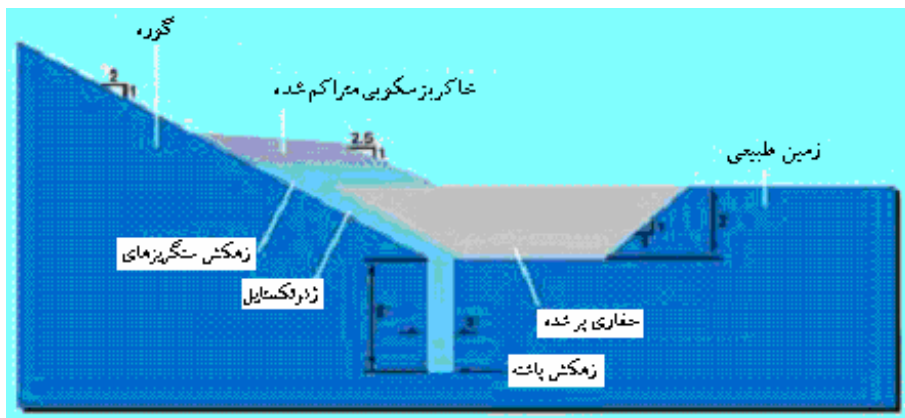 گوره
2
1
خاکریز سکویی متراکم شده
2.5
1
زمین طبیعی
زهکش سنگریزه‌ای
ژئوتکستایل
حفاری پر شده
زهکش پاشنه